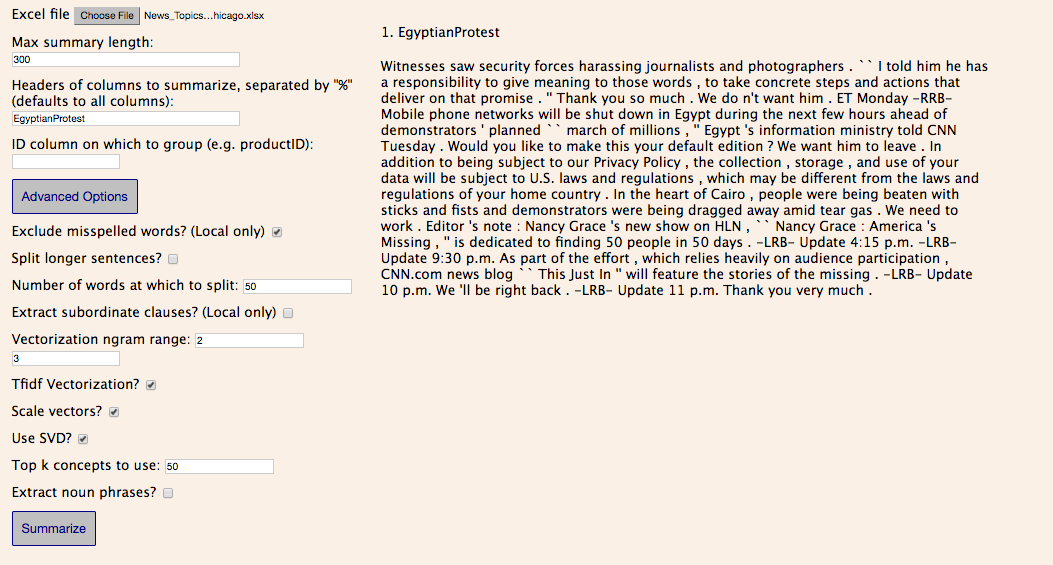 Excel file Choose File News_Topics...hicago.xlsx
Max summary length:
300
Headers of columns to summarize, separated by "%"
(defaults to all columns):
EgyptianProtest
ID column on which to group (e.g. productID):
Advanced Options
Exclude misspelled words? (Local only)
Split longer sentences?
Number of words at which to split: 50
Extract subordinate clauses? (Local only)
Vectorization ngram range: 2
3
Tfidf Vectorization?
Scale vectors?
Use SVD?
Top k concepts to use: 50
Extract noun phrases?
Summarize
1. EgyptianProtest
Witnesses saw security forces harassing journalists and photographers . `` I told him he has
a responsibility to give meaning to those words , to take concrete steps and actions that
deliver on that promise . '' Thank you so much . We do n't want him . ET Monday -RRB-
Mobile phone networks will be shut down in Egypt during the next few hours ahead of
demonstrators ' planned `` march of millions , '' Egypt 's information ministry told CNN
Tuesday . Would you like to make this your default edition ? We want him to leave . In
addition to being subject to our Privacy Policy , the collection , storage , and use of your
data will be subject to U.S. laws and regulations , which may be different from the laws and
regulations of your home country . In the heart of Cairo , people were being beaten with
sticks and fists and demonstrators were being dragged away amid tear gas . We need to
work . Editor 's note : Nancy Grace 's new show on HLN , `` Nancy Grace : America 's
Missing , '' is dedicated to finding 50 people in 50 days . -LRB- Update 4:15 p.m. -LRB-
Update 9:30 p.m. As part of the effort , which relies heavily on audience participation ,
CNN.com news blog `` This Just In '' will feature the stories of the missing . -LRB- Update
10 p.m. We 'll be right back . -LRB- Update 11 p.m. Thank you very much .